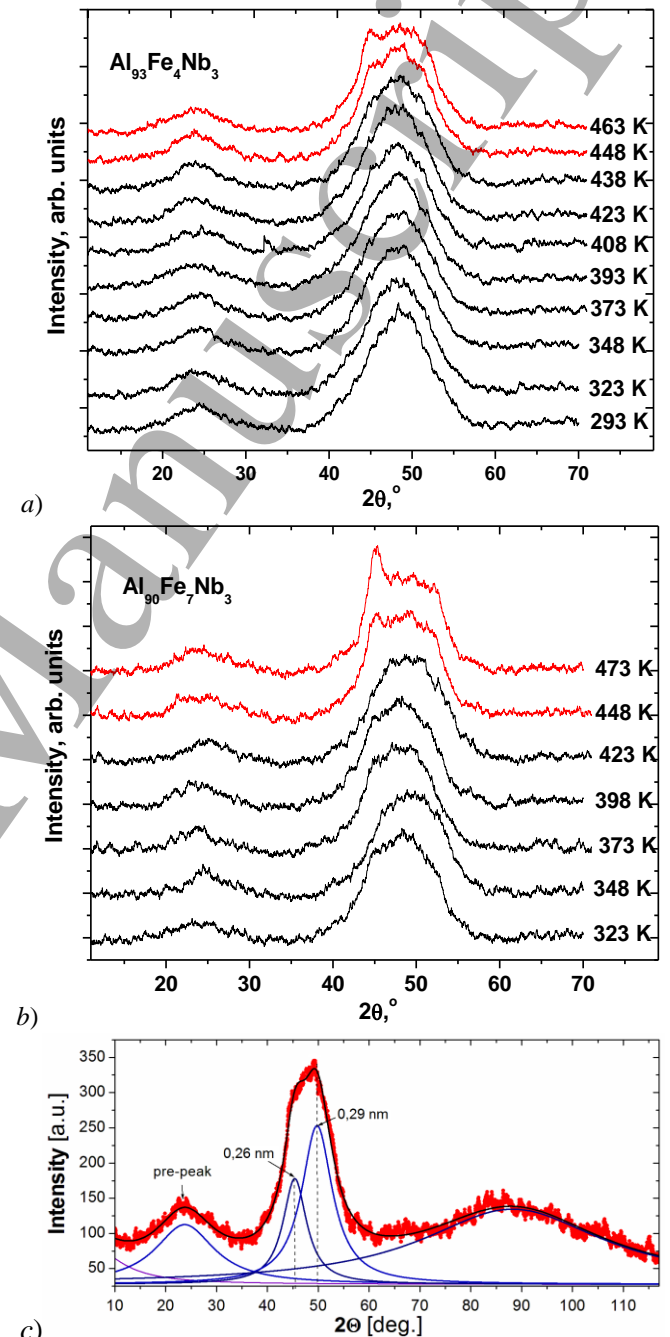 Manuscrip
Al93Fe4Nb3
Intensity, arb. units
463 K
448 K
438 K
423 K
408 K
393 K
373 K
348 K
323 K
293 K
20 30 40 50 60 70
2θ,°
a)
Al90Fe7Nb3
Intensity, arb. units
473 K
448 K
423 K
398 K
373 K
348 K
323 K
20 30 40 50 60 70
2θ,°
b)
350
300
250
200
150
100
50
Intensity [a.u.]
0,29 nm
0,26 nm
pre-peak
10 20 30 40 50 60 70 80 90 100 110
2Θ [deg.]
c)